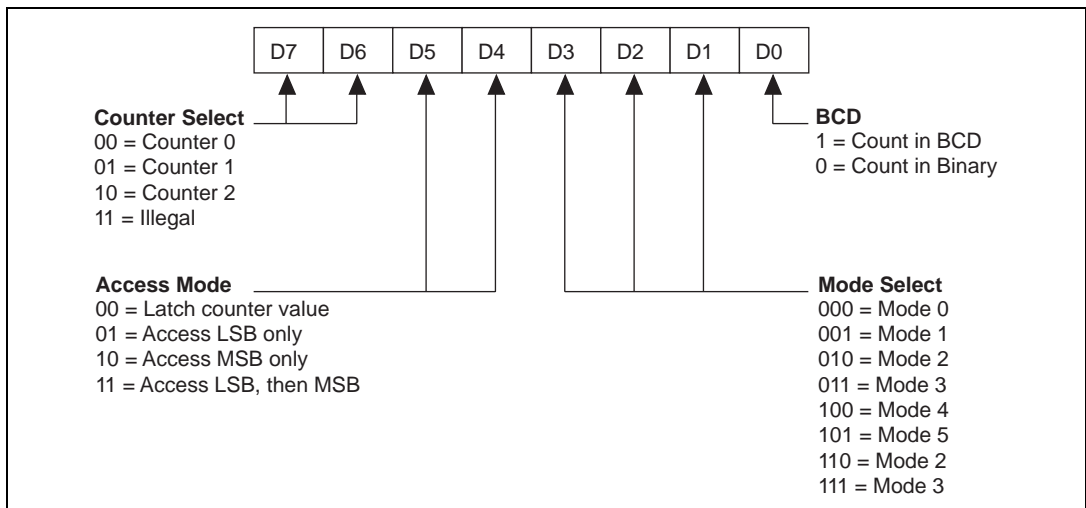 D7 D6 D5 D4 D3 D2 D1 D0
Counter Select
00 = Counter 0
01 = Counter 1
10 = Counter 2
11 = Illegal
BCD
1 = Count in BCD
0 = Count in Binary
Access Mode
00 = Latch counter value
01 = Access LSB only
10 = Access MSB only
11 = Access LSB, then MSB
Mode Select
000 = Mode 0
001 = Mode 1
010 = Mode 2
011 = Mode 3
100 = Mode 4
101 = Mode 5
110 = Mode 2
111 = Mode 3